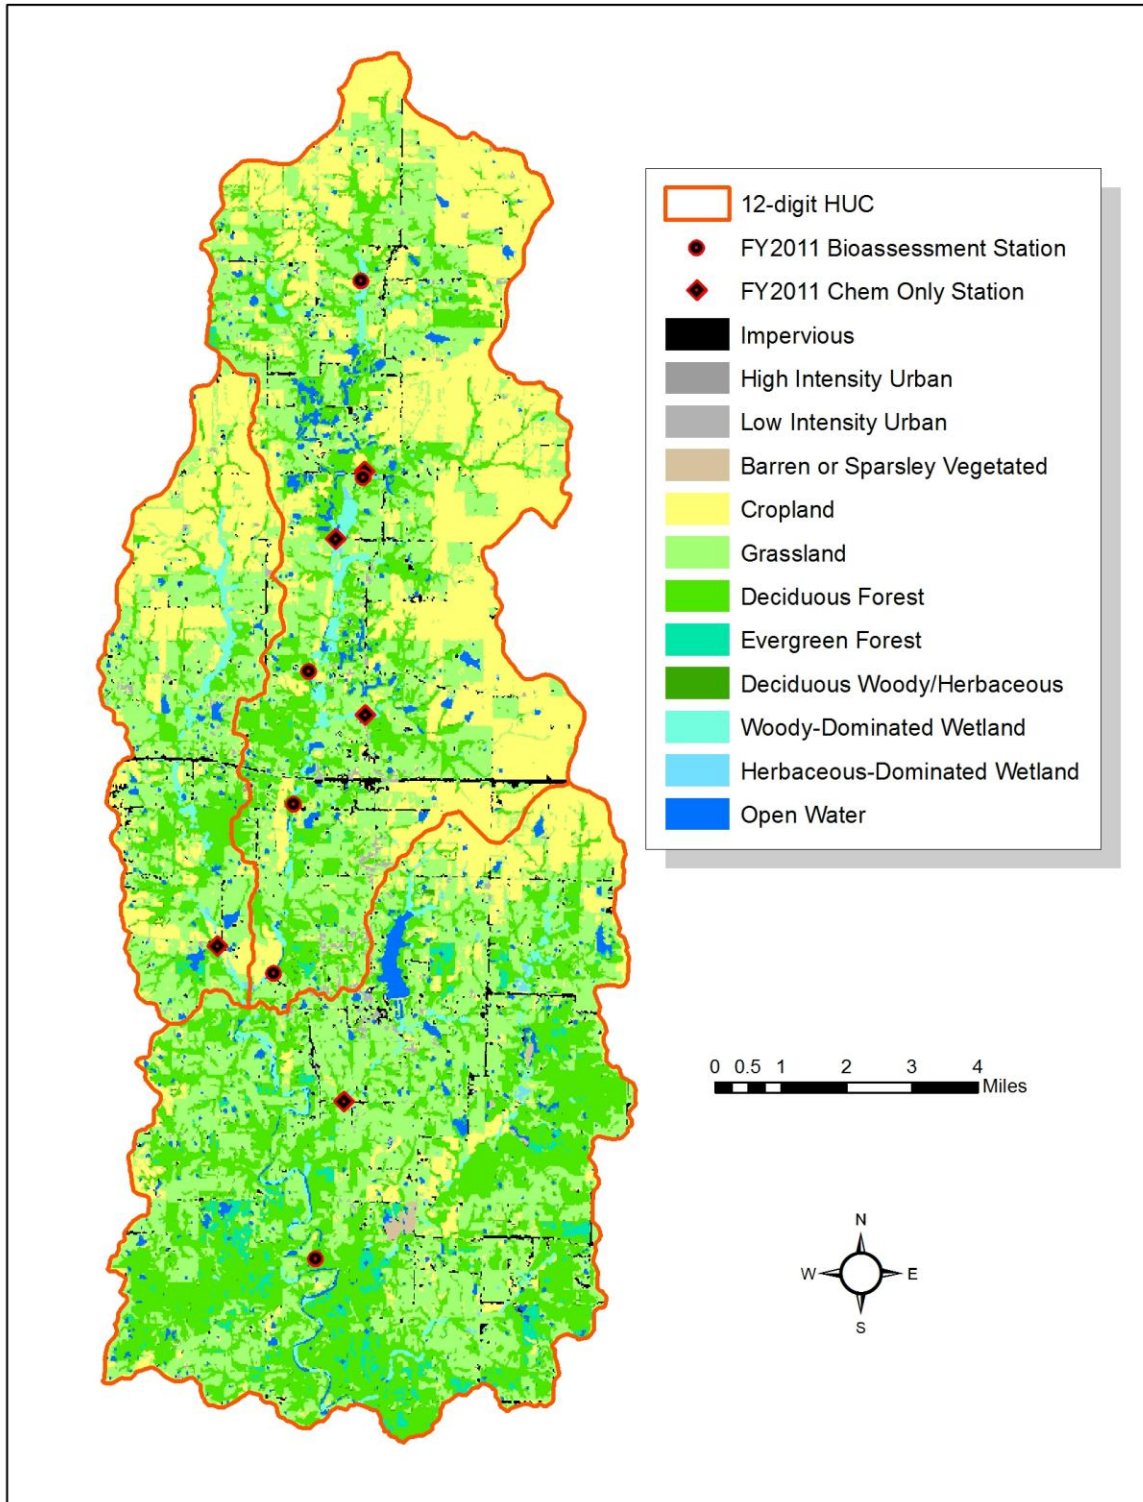 12-digit HUC
FY2011 Bioassessment Station
FY2011 Chem Only Station
Impervious
High Intensity Urban
Low Intensity Urban
Barren or Sparsley Vegetated
Cropland
Grassland
Deciduous Forest
Evergreen Forest
Deciduous Woody/Herbaceous
Woody-Dominated Wetland
Herbaceous-Dominated Wetland
Open Water
0 0.5 1 2 3 4
Miles
N
W E
S